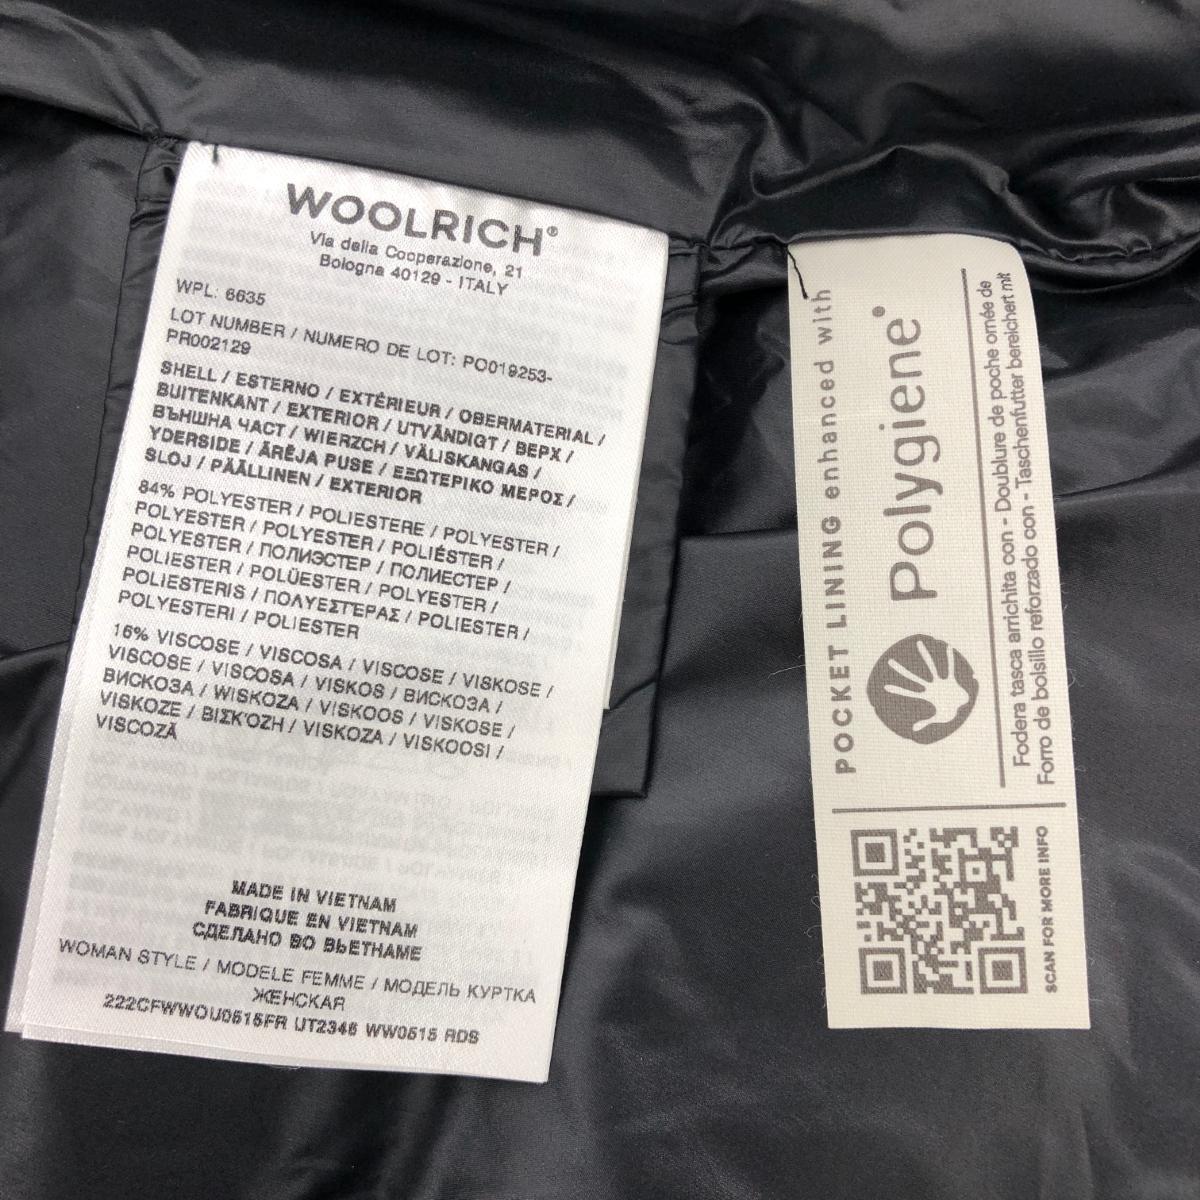 WOOLRICH®
Via della Cooperazione, 21
Bologna 40129 - ITALY
WPL: 6635
LOT NUMBER / NUMERO DE LOT: PO019253-
PR002129
SHELL / ESTERNO / EXTÉRIEUR / OBERMATERIAL /
BUITENKANT / EXTERIOR / UTVÄNDIGT / ВЕРХ /
ВЪНШНА ЧАСТ / WIERZCH / VÄLISKANGAS /
YDERSIDE / ĀRĒJA PUSE / ΕΞΩΤΕΡΙΚΟ ΜΕΡΟΣ /
SLOJ / PÄÄLLINEN / EXTERIOR
84% POLYESTER / POLIESTERE / POLYESTER /
POLYESTER / POLYESTER / POLIÉSTER /
POLYESTER / ПОЛИЭСТЕР / ПОЛИЕСТЕР /
POLIESTER / POLÜESTER / POLYESTER /
POLIESTERIS / ΠΟΛΥΕΣΤΕΡΑΣ / POLIESTER /
POLYESTERI / POLIESTER
16% VISCOSE / VISCOSA / VISCOSE / VISKOSE /
VISCOSE / VISCOSA / VISKOS / ВИСКОЗА /
ВИСКОЗА / WISKOZA / VISKOOS / VISKOSE /
VISKOZE / ΒΙΣΚΌΖΗ / VISKOZA / VISKOOSI /
VISCOZĂ
MADE IN VIETNAM
FABRIQUE EN VIETNAM
СДЕЛАНО ВО ВЬЕТНАМЕ
WOMAN STYLE / MODELE FEMME / МОДЕЛЬ КУРТКА
ЖЕНСКАЯ
222CFWWOU0515FR UT2346 WW0515 RDS
POCKET LINING enhanced with
Polygiene®
Fodera tasca arricchita con - Doublure de poche ornée de
Forro de bolsillo reforzado con - Taschenfutter bereichert mit
SCAN FOR MORE INFO